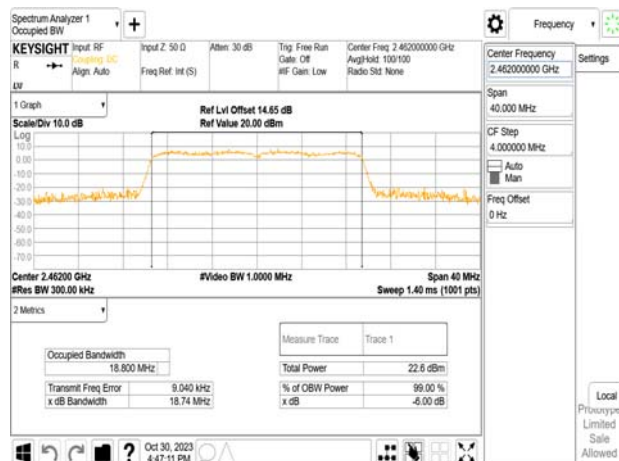 Spectrum Analyzer 1
Occupied BW
+
Frequency
KEYSIGHT
R
Input: RF
Coupling: DC
Align: Auto
Input Z: 50 Ω
Freq Ref: Int (S)
Atten: 30 dB
Trig: Free Run
Gate: Off
#IF Gain: Low
Center Freq: 2.462000000 GHz
Avg|Hold: 100/100
Radio Std: None
Center Frequency
2.462000000 GHz
Settings
Span
40.000 MHz
CF Step
4.000000 MHz
Auto
Man
Freq Offset
0 Hz
1 Graph
Scale/Div 10.0 dB
Ref Lvl Offset 14.65 dB
Ref Value 20.00 dBm
Log
10.0
0.00
-10.0
-20.0
-30.0
-40.0
-50.0
-60.0
-70.0
Center 2.46200 GHz
#Res BW 300.00 kHz
#Video BW 1.0000 MHz
Span 40 MHz
Sweep 1.40 ms (1001 pts)
2 Metrics
Measure Trace
Trace 1
Occupied Bandwidth
18.800 MHz
Total Power
22.6 dBm
Transmit Freq Error
9.040 kHz
% of OBW Power
99.00 %
x dB Bandwidth
18.74 MHz
x dB
-6.00 dB
Local
Prototype
Limited
Sale
Allowed
?
Oct 30, 2023
4:47:11 PM